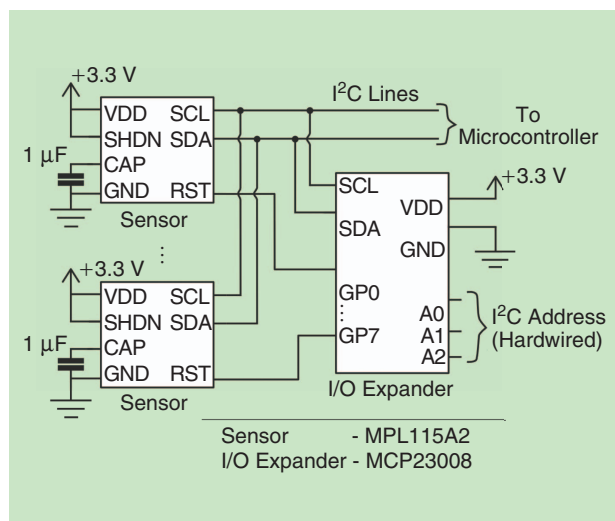 +3.3 V
VDD SCL
SHDN SDA
CAP
GND RST
1 µF
Sensor
I²C Lines
To
Microcontroller
SCL
SDA
GP0
GP7
VDD
GND
A0
A1
A2
+3.3 V
I²C Address
(Hardwired)
I/O Expander
+3.3 V
VDD SCL
SHDN SDA
CAP
GND RST
1 µF
Sensor
Sensor - MPL115A2
I/O Expander - MCP23008